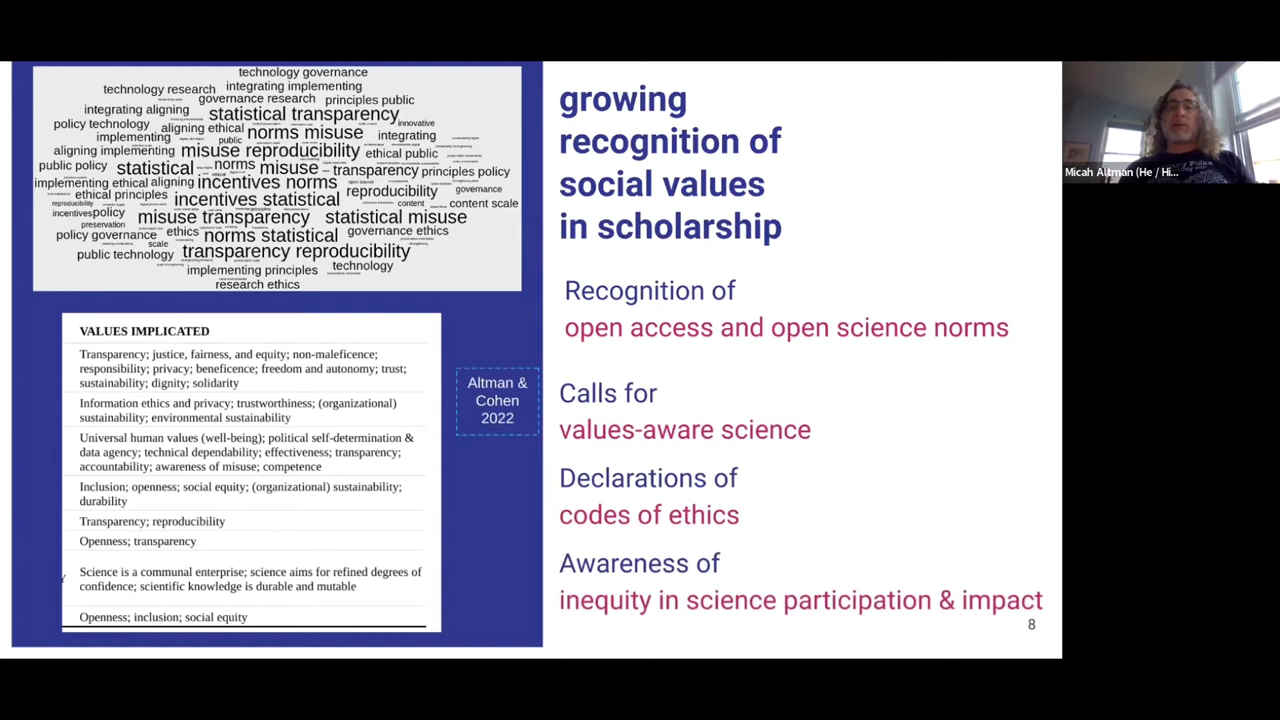 technology governance
technology research integrating implementing
governance research principles public
integrating aligning statistical transparency
policy technology aligning ethical norms misuse innovative
implementing public integrating
aligning implementing misuse reproducibility ethical public
public policy statistical norms misuse transparency principles policy
implementing ethical aligning incentives norms reproducibility governance
ethical principles incentives statistical content content scale
reproducibility
incentives policy misuse transparency statistical misuse
preservation
policy governance ethics norms statistical governance ethics
scale
public technology transparency reproducibility
implementing principles technology
research ethics
VALUES IMPLICATED
Transparency; justice, fairness, and equity; non-maleficence;
responsibility; privacy; beneficence; freedom and autonomy; trust;
sustainability; dignity; solidarity
Information ethics and privacy; trustworthiness; (organizational)
sustainability; environmental sustainability
Universal human values (well-being); political self-determination &
data agency; technical dependability; effectiveness; transparency;
accountability; awareness of misuse; competence
Inclusion; openness; social equity; (organizational) sustainability;
durability
Transparency; reproducibility
Openness; transparency
Science is a communal enterprise; science aims for refined degrees of
confidence; scientific knowledge is durable and mutable
Openness; inclusion; social equity
Altman &
Cohen
2022
growing
recognition of
social values
in scholarship
Recognition of
open access and open science norms
Calls for
values-aware science
Declarations of
codes of ethics
Awareness of
inequity in science participation & impact
8
Micah Altman (He / Hi...